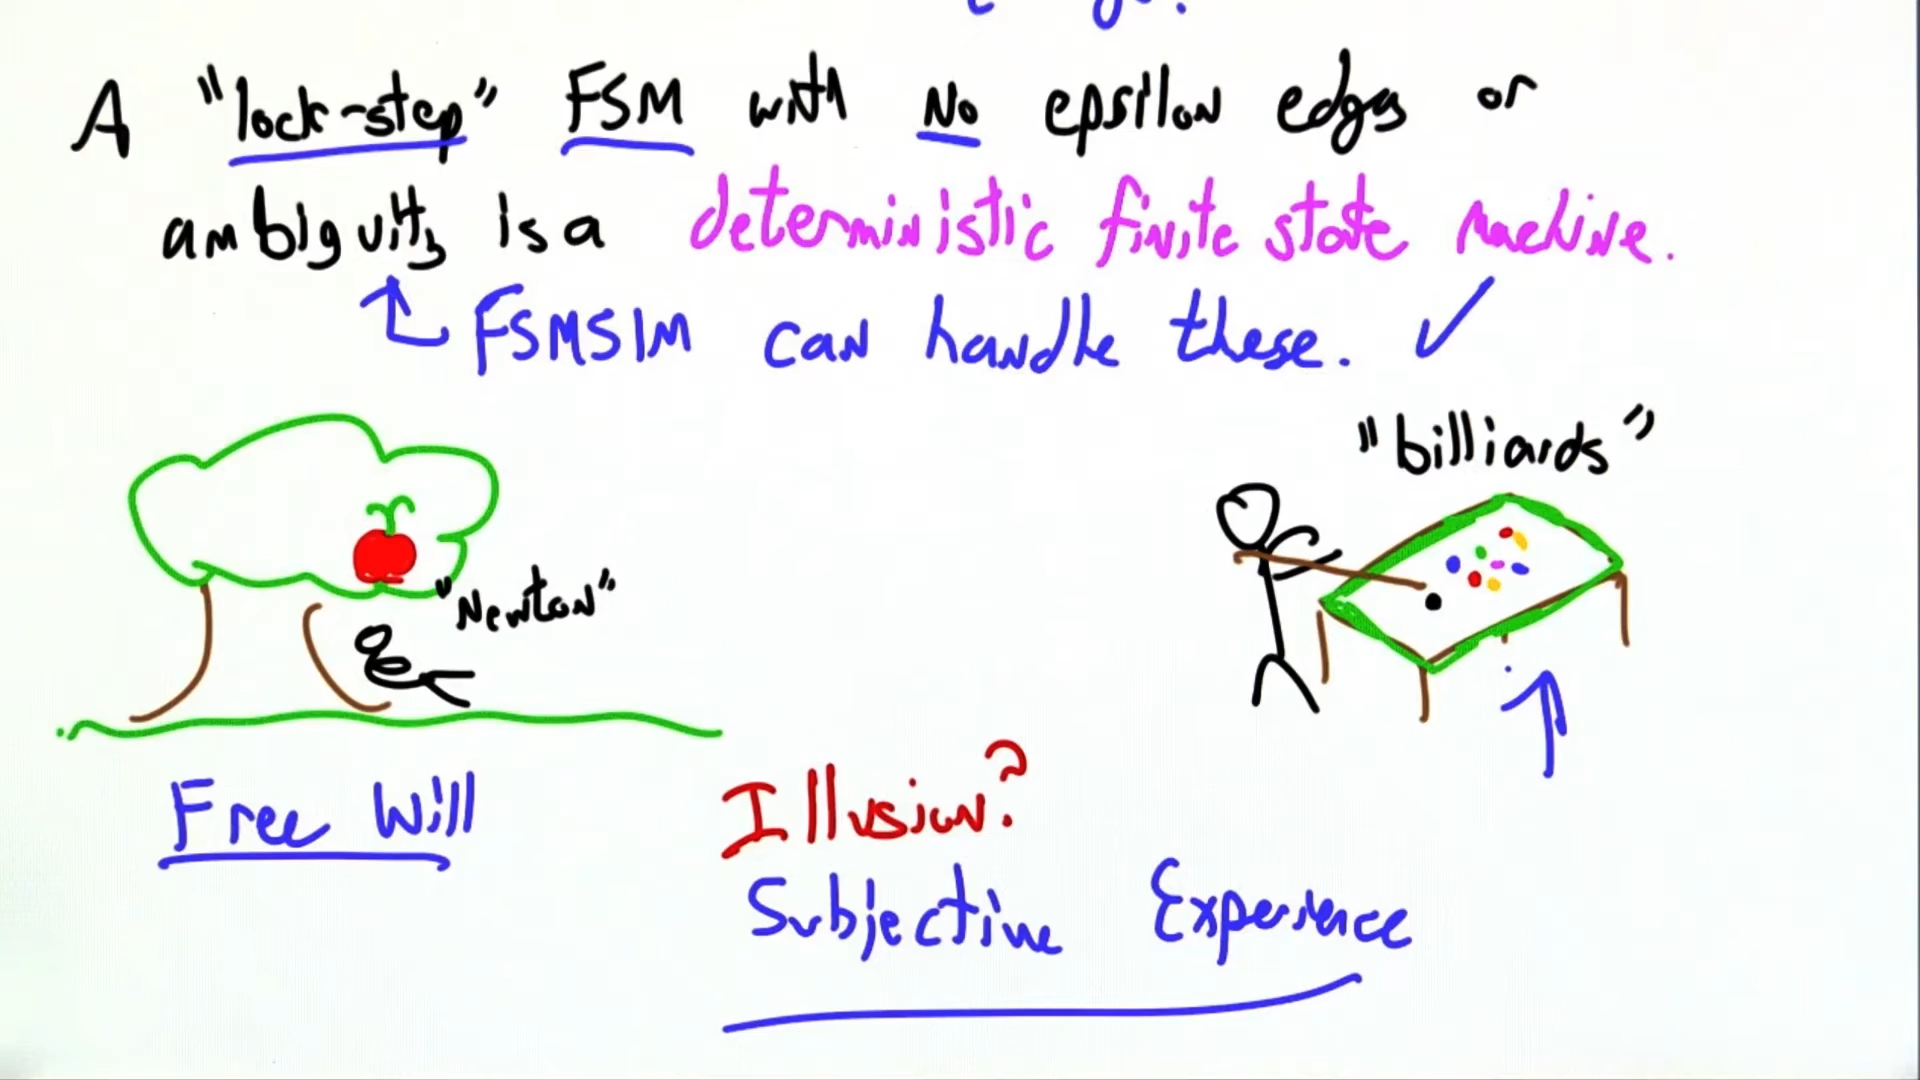 A "lock-step" FSM with No epsilon edges or
ambiguity is a deterministic finite state machine.
FSMSIM can handle these. ✓
"billiards"
"Newton"
Free Will
Illusion?
Subjective Experience